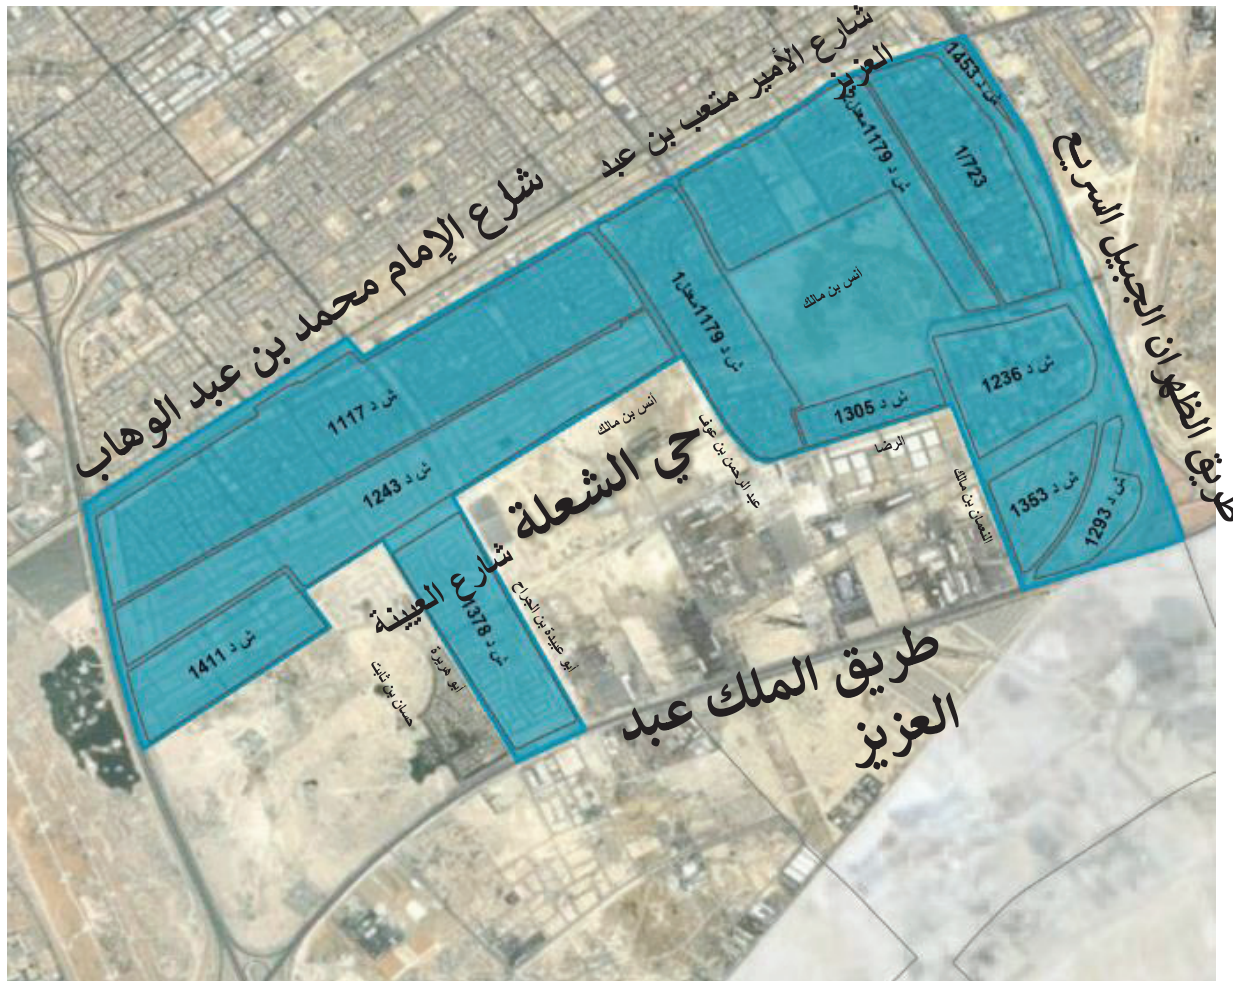 شارع الأمير متعب بن عبد
العزيز
شارع الإمام محمد بن عبد الوهاب
طريق الظهران الجبيل السريع
ش د 1453
1/723
ش د 1179معدل1
ش د 1179معدل1
أنس بن مالك
ش د 1236
ش د 1305
ش د 1117
أنس بن مالك
عبد الرحمن بن عوف
الرضا
حي الشعلة
ش د 1243
النعمان بن مالك
ش د 1353
ش د 1293
شارع العيينة
ش د 1378
أبو عبيدة بن الجراح
ش د 1411
أبو هريرة
حسان بن ثابت
طريق الملك عبد
العزيز